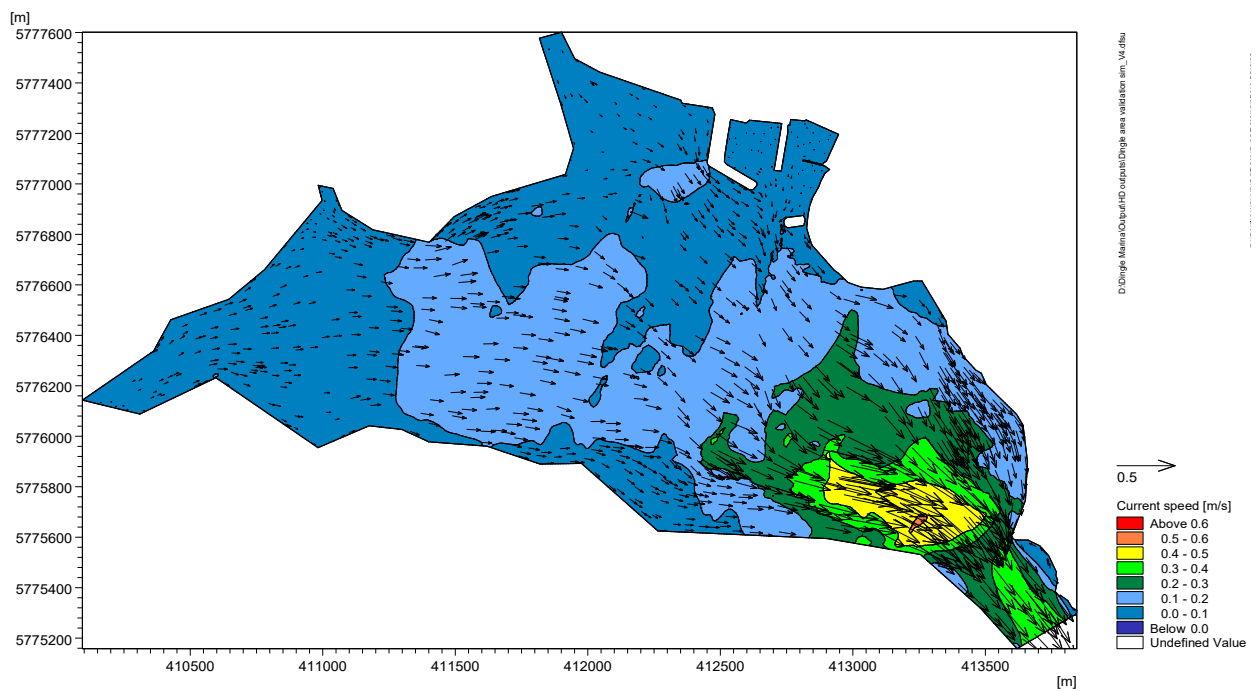 [m]
5777600
5777400
5777200
5777000
5776800
5776600
5776400
5776200
5776000
5775800
5775600
5775400
5775200
410500 411000 411500 412000 412500 413000 413500
[m]
D:\Dingle Marina\Output\HD outputs\Dingle area validation sim_V4.dfsu
0.5
Current speed [m/s]
Above 0.6
0.5 - 0.6
0.4 - 0.5
0.3 - 0.4
0.2 - 0.3
0.1 - 0.2
0.0 - 0.1
Below 0.0
Undefined Value